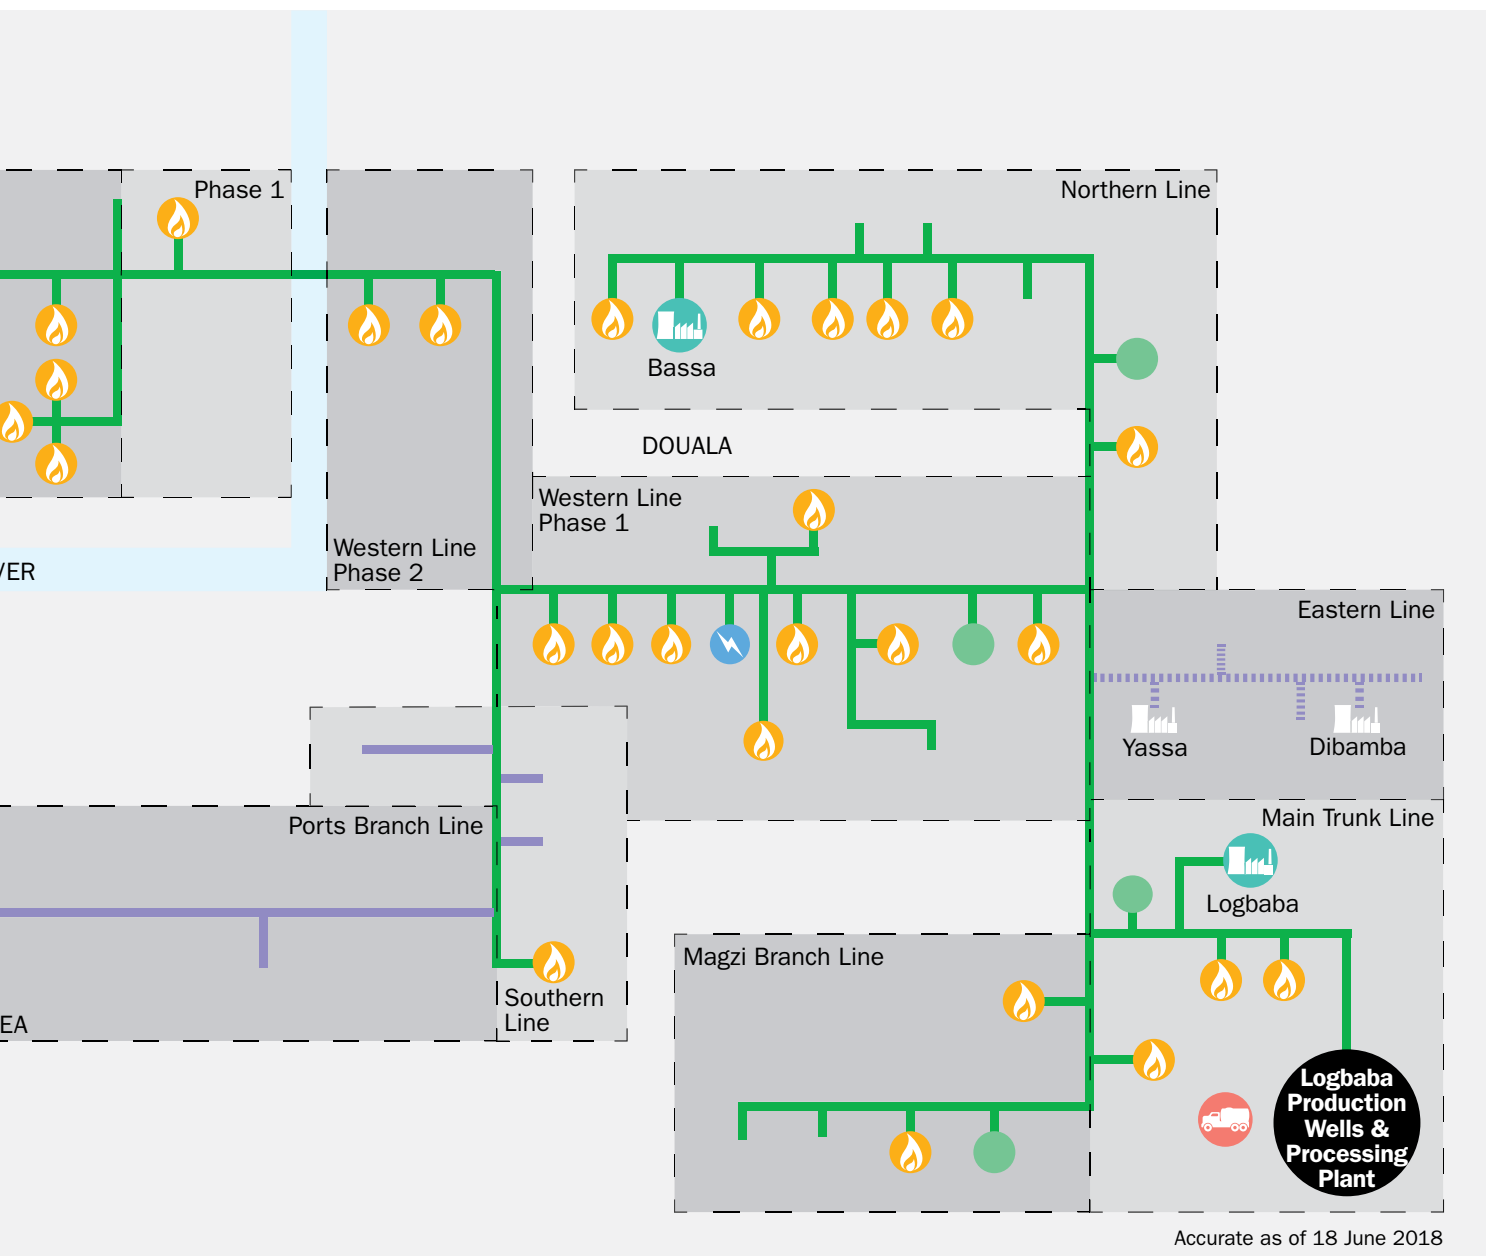 Phase 1
Northern Line
Bassa
DOUALA
Western Line
Phase 1
Western Line
Phase 2
VER
Eastern Line
Yassa
Dibamba
Main Trunk Line
Ports Branch Line
Logbaba
Magzi Branch Line
Southern
Line
EA
Logbaba
Production
Wells &
Processing
Plant
Accurate as of 18 June 2018